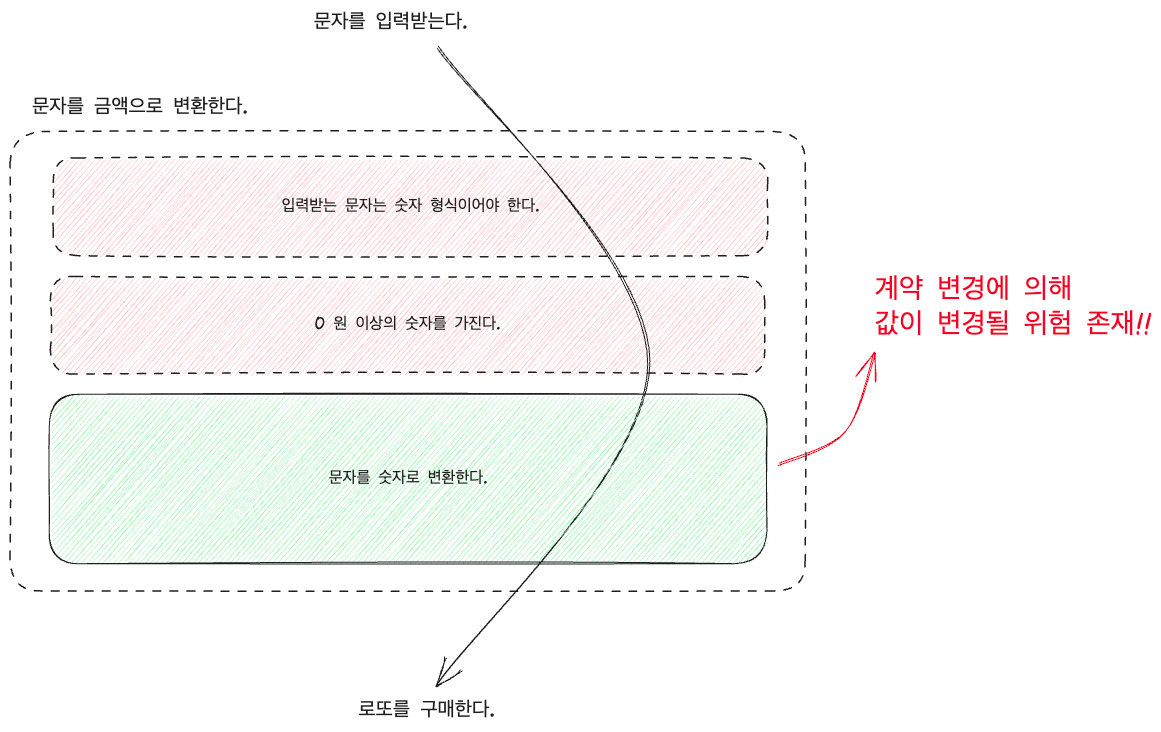 문자를 입력받는다.
문자를 금액으로 변환한다.
입력받는 문자는 숫자 형식이어야 한다.
0 원 이상의 숫자를 가진다.
계약 변경에 의해
값이 변경될 위험 존재!!
문자를 숫자로 변환한다.
로또를 구매한다.